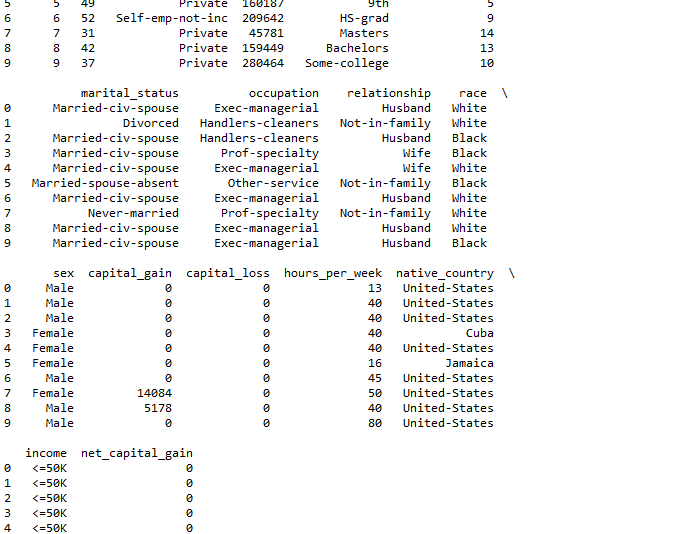 5 5 49 Private 160187 9th 5
6 6 52 Self-emp-not-inc 209642 HS-grad 9
7 7 31 Private 45781 Masters 14
8 8 42 Private 159449 Bachelors 13
9 9 37 Private 280464 Some-college 10
marital_status occupation relationship race \
0 Married-civ-spouse Exec-managerial Husband White
1 Divorced Handlers-cleaners Not-in-family White
2 Married-civ-spouse Handlers-cleaners Husband Black
3 Married-civ-spouse Prof-specialty Wife Black
4 Married-civ-spouse Exec-managerial Wife White
5 Married-spouse-absent Other-service Not-in-family Black
6 Married-civ-spouse Exec-managerial Husband White
7 Never-married Prof-specialty Not-in-family White
8 Married-civ-spouse Exec-managerial Husband White
9 Married-civ-spouse Exec-managerial Husband Black
sex capital_gain capital_loss hours_per_week native_country \
0 Male 0 0 13 United-States
1 Male 0 0 40 United-States
2 Male 0 0 40 United-States
3 Female 0 0 40 Cuba
4 Female 0 0 40 United-States
5 Female 0 0 16 Jamaica
6 Male 0 0 45 United-States
7 Female 14084 0 50 United-States
8 Male 5178 0 40 United-States
9 Male 0 0 80 United-States
income net_capital_gain
0 <=50K 0
1 <=50K 0
2 <=50K 0
3 <=50K 0
4 <=50K 0